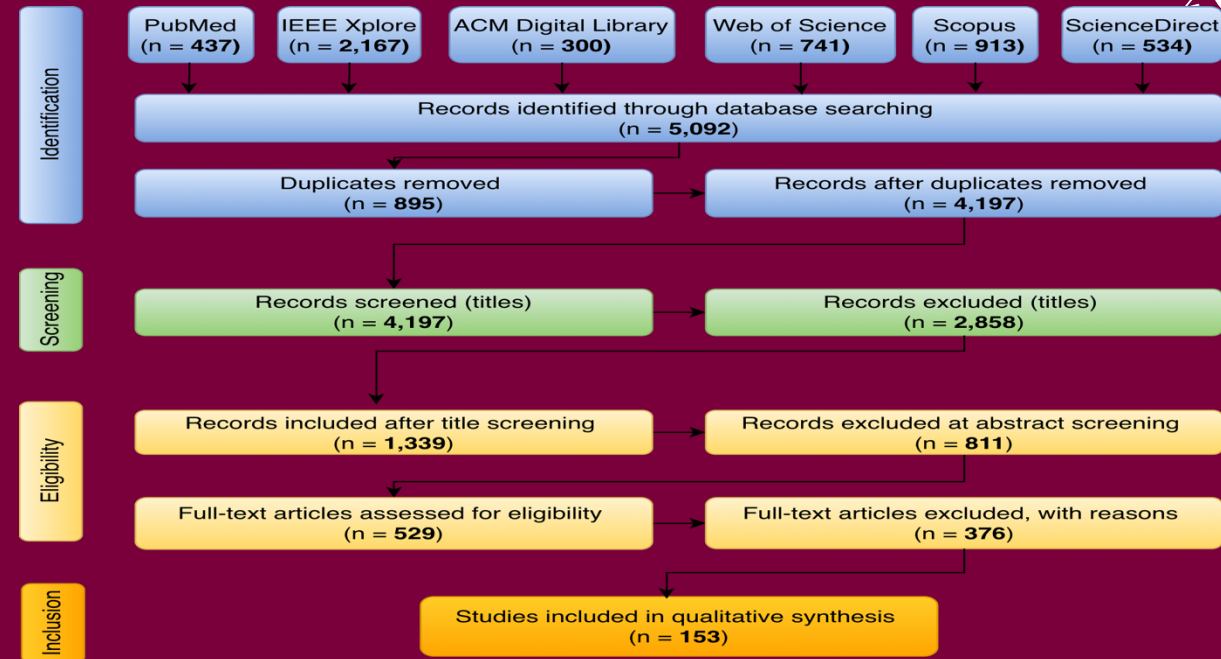 PubMed
(n = 437)
IEEE Xplore
(n = 2,167)
ACM Digital Library
(n = 300)
Web of Science
(n = 741)
Scopus
(n = 913)
ScienceDirect
(n = 534)
Identification
Records identified through database searching
(n = 5,092)
Duplicates removed
(n = 895)
Records after duplicates removed
(n = 4,197)
Screening
Records screened (titles)
(n = 4,197)
Records excluded (titles)
(n = 2,858)
Eligibility
Records included after title screening
(n = 1,339)
Records excluded at abstract screening
(n = 811)
Full-text articles assessed for eligibility
(n = 529)
Full-text articles excluded, with reasons
(n = 376)
Inclusion
Studies included in qualitative synthesis
(n = 153)